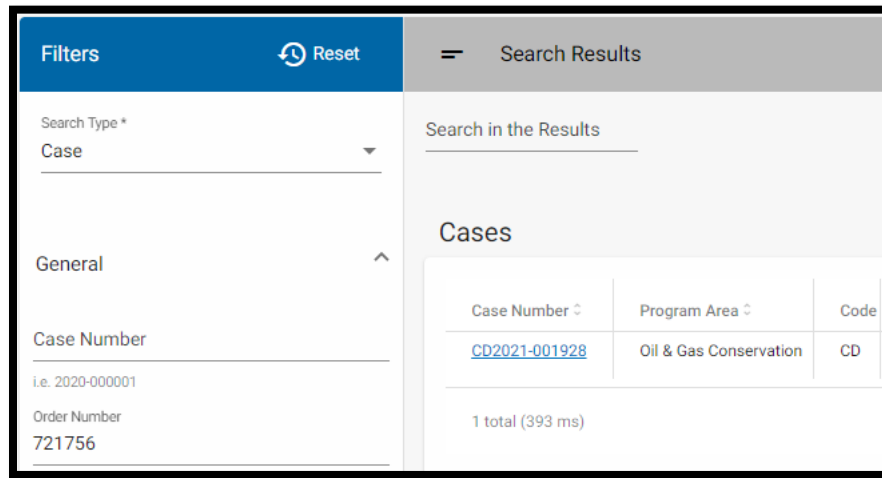 Filters
Reset
Search Type *
Case
General
Case Number
i.e. 2020-000001
Order Number
721756
Search Results
Search in the Results
Cases
Case Number Program Area Code
CD2021-001928 Oil & Gas Conservation CD
1 total (393 ms)